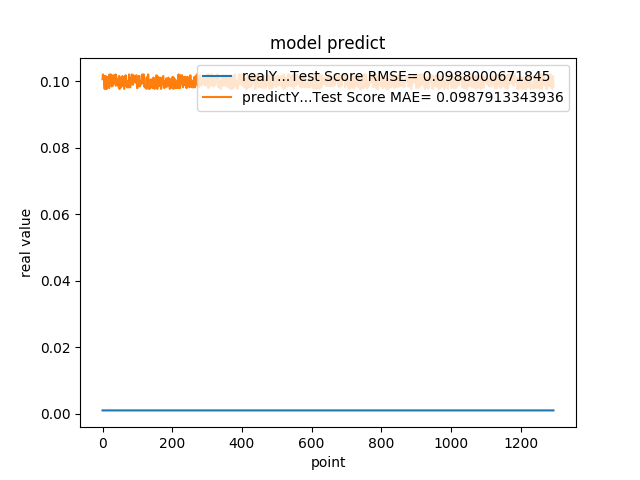 model predict
realY...Test Score RMSE= 0.0988000671845
predictY...Test Score MAE= 0.0987913343936
0.10
0.08
0.06
0.04
0.02
0.00
real value
0 200 400 600 800 1000 1200
point